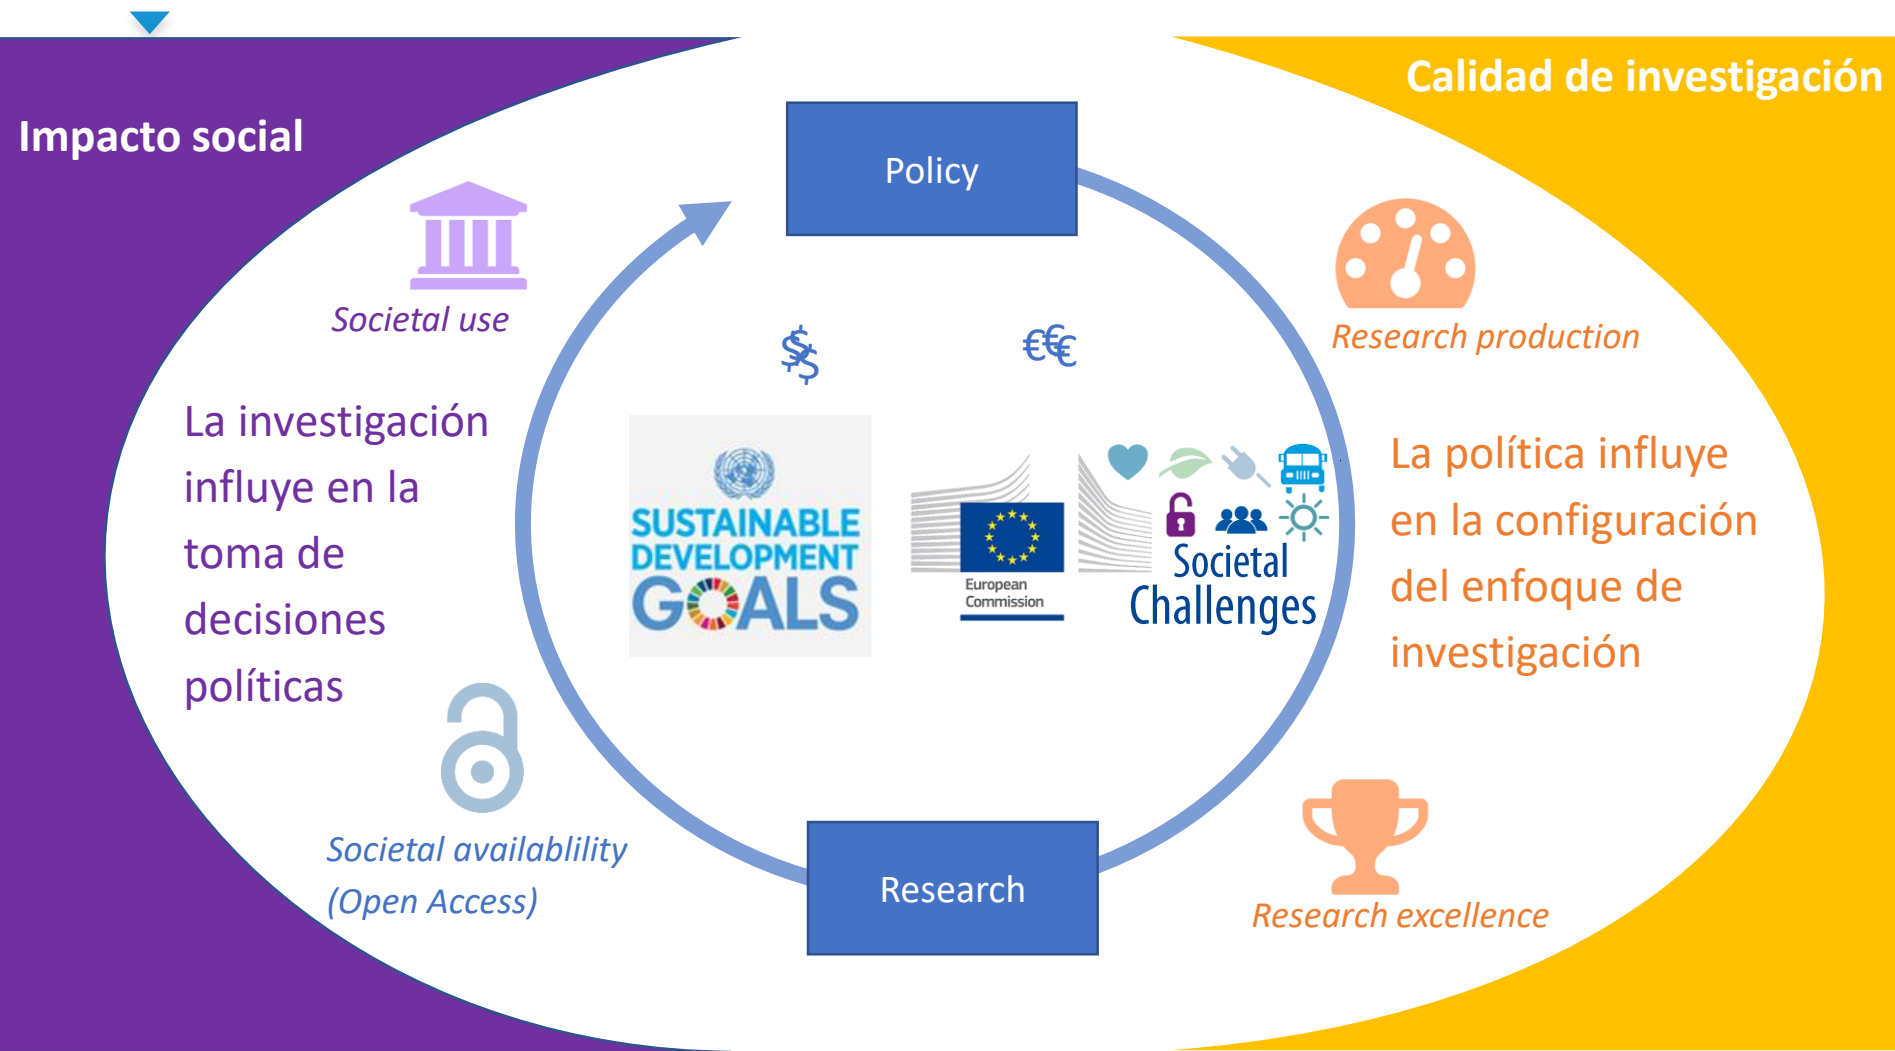 Calidad de investigación
Impacto social
Policy
Societal use
Research production
$$$
€€€
La investigación
influye en la
toma de
decisiones
políticas
SUSTAINABLE
DEVELOPMENT
GOALS
European
Commission
Societal
Challenges
La política influye
en la configuración
del enfoque de
investigación
Societal availablility
(Open Access)
Research
Research excellence